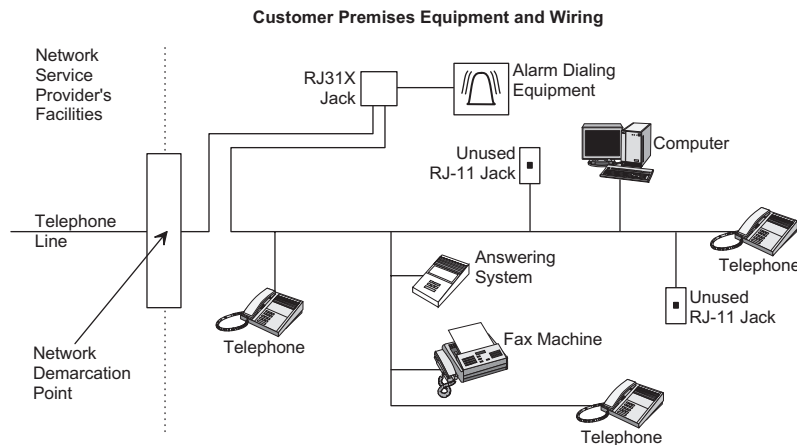 Customer Premises Equipment and Wiring
Network
Service
Provider's
Facilities
RJ31X
Jack
Alarm Dialing
Equipment
Unused
RJ-11 Jack
Computer
Telephone
Line
Answering
System
Telephone
Unused
RJ-11 Jack
Telephone
Fax Machine
Network
Demarcation
Point
Telephone